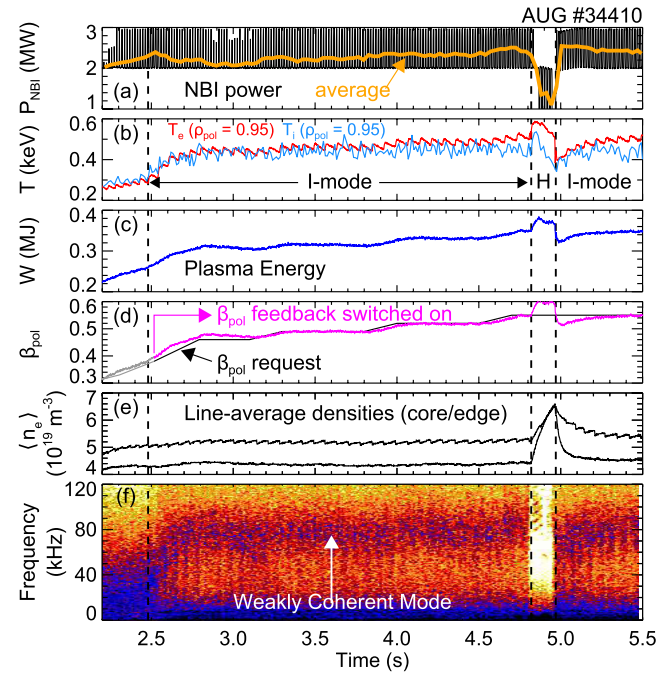 AUG #34410
3
2
1
P_NBI (MW)
(a)
NBI power
average
0.6
0.4
0.2
T (keV)
(b)
T_e (ρ_pol = 0.95) T_i (ρ_pol = 0.95)
I-mode
H
I-mode
0.4
0.3
0.2
W (MJ)
(c)
Plasma Energy
0.6
0.5
0.4
0.3
β_pol
(d)
β_pol feedback switched on
β_pol request
7
6
5
4
⟨n_e⟩
(10^19 m^-3)
(e)
Line-average densities (core/edge)
120
80
40
0
Frequency
(kHz)
(f)
Weakly Coherent Mode
2.5 3.0 3.5 4.0 4.5 5.0 5.5
Time (s)